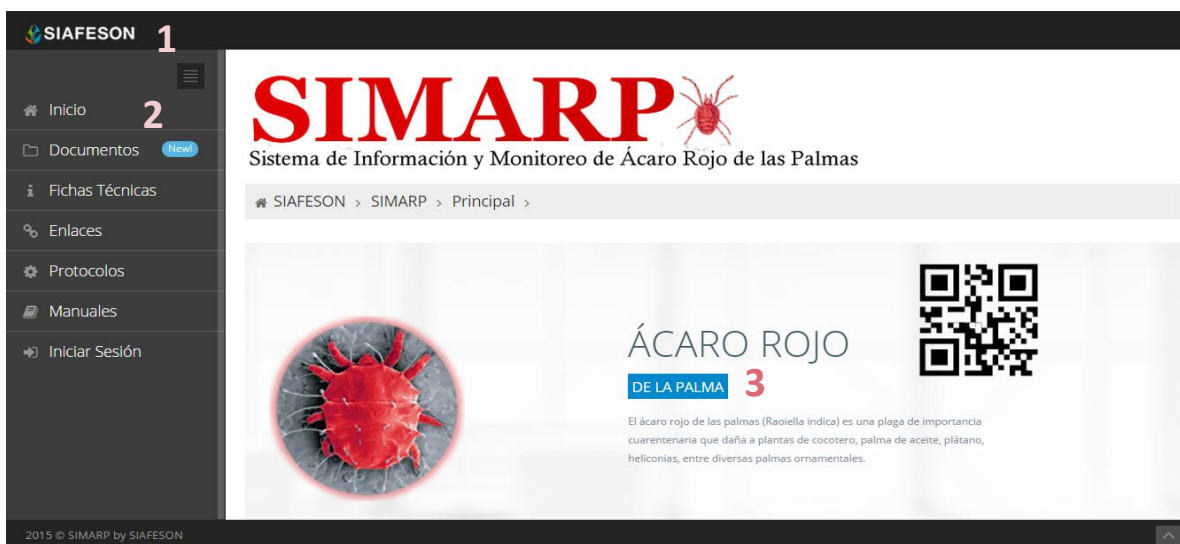 SIAFESON
1
Inicio
2
Documentos New!
Fichas Técnicas
Enlaces
Protocolos
Manuales
Iniciar Sesión
SIMARP
Sistema de Información y Monitoreo de Ácaro Rojo de las Palmas
SIAFESON > SIMARP > Principal >
ÁCARO ROJO
DE LA PALMA
3
El ácaro rojo de las palmas (Raoiella indica) es una plaga de importancia
cuarentenaria que daña a plantas de cocotero, palma de aceite, plátano,
heliconias, entre diversas palmas ornamentales.
2015 © SIMARP by SIAFESON